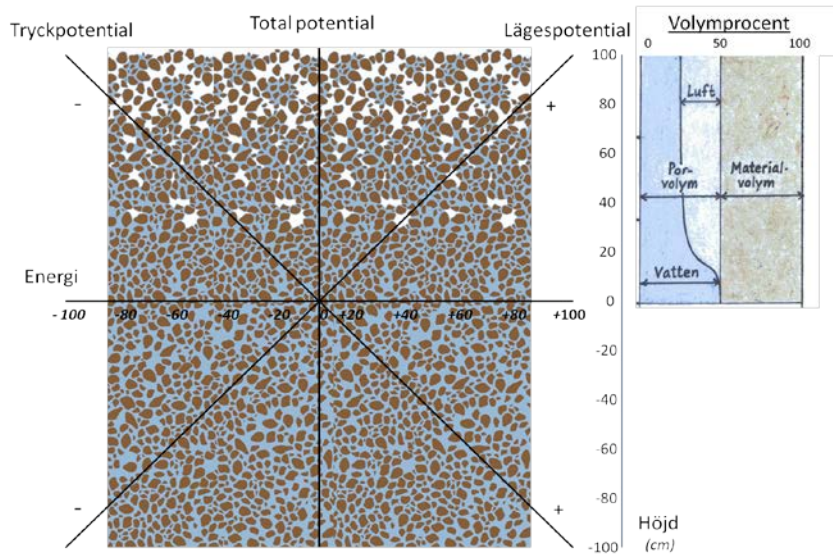 Tryckpotential
Total potential
Lägespotential
Volymprocent
0 50 100
100
80
60
40
20
0
-20
-40
-60
-80
-100
Luft
Por-
volym
Material-
volym
Vatten
-
+
Energi
- 100 -80 -60 -40 -20 0 +20 +40 +60 +80 +100
-
+
Höjd
(cm)